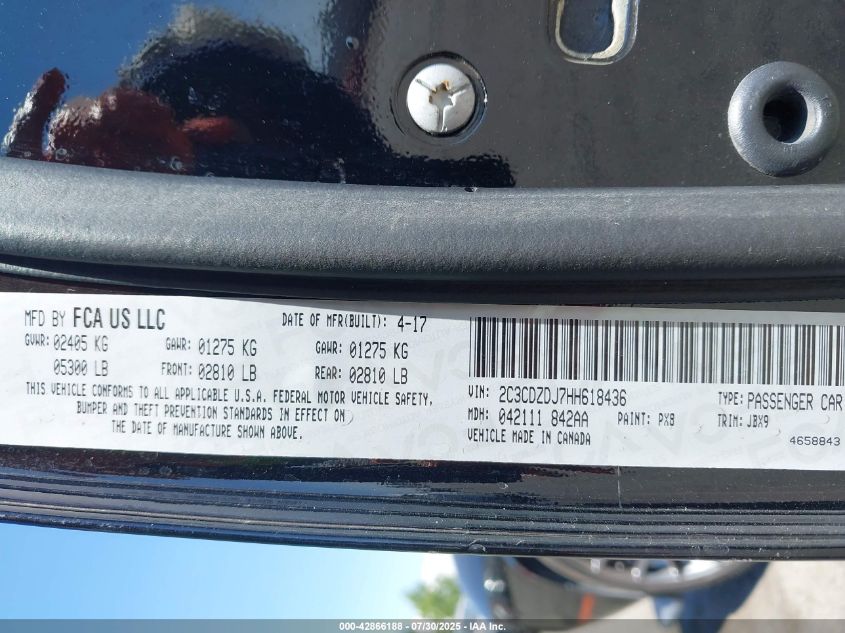 MFD BY FCA US LLC
DATE OF MFR(BUILT): 4-17
GVWR: 02405 KG
GAWR: 01275 KG
GAWR: 01275 KG
05300 LB
FRONT: 02810 LB
REAR: 02810 LB
THIS VEHICLE CONFORMS TO ALL APPLICABLE U.S.A. FEDERAL MOTOR VEHICLE SAFETY,
BUMPER AND THEFT PREVENTION STANDARDS IN EFFECT ON
THE DATE OF MANUFACTURE SHOWN ABOVE.
VIN: 2C3CDZDJ7HH618436
TYPE: PASSENGER CAR
MDH: 042111 842AA
PAINT: PX8
TRIM: JBX9
VEHICLE MADE IN CANADA
4658843
000-42866188 - 07/30/2025 - IAA Inc.